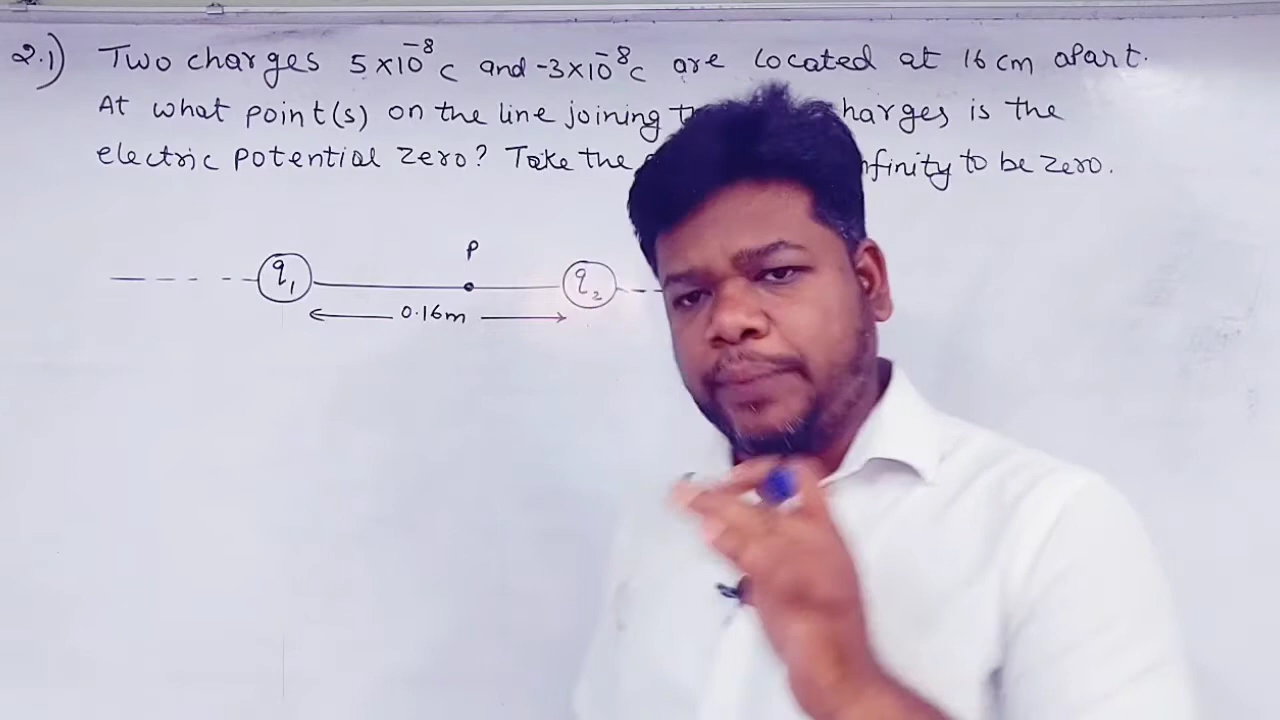 2.1) Two charges 5×10⁻⁸ C and -3×10⁻⁸ C are located at 16 cm apart.
At what point(s) on the line joining is the
electric potential zero? Take the to be zero.
P
q₁ q₂
0.16m